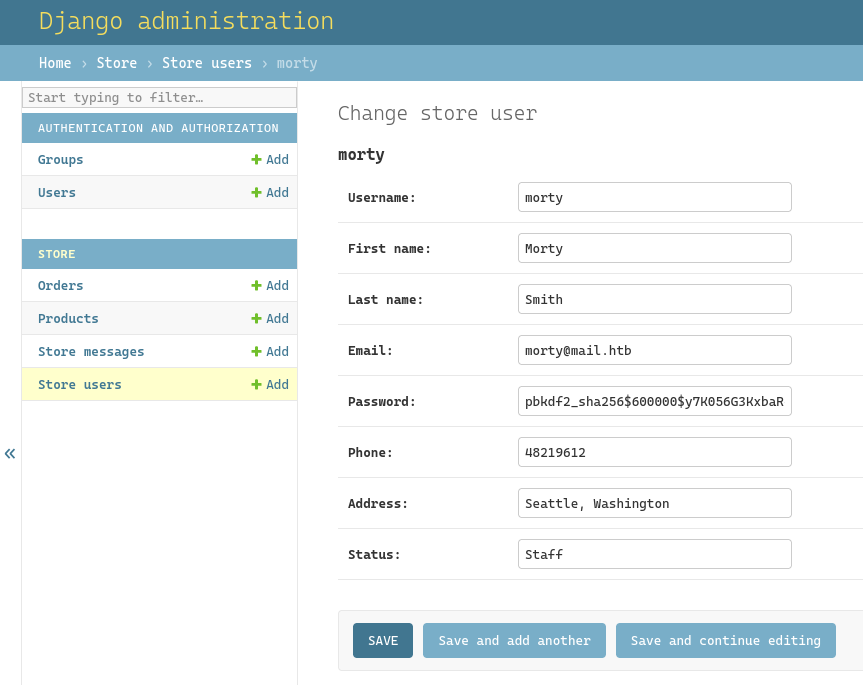 Django administration
Home › Store › Store users › morty
Start typing to filter…
AUTHENTICATION AND AUTHORIZATION
Groups + Add
Users + Add
STORE
Orders + Add
Products + Add
Store messages + Add
Store users + Add
«
Change store user
morty
Username: morty
First name: Morty
Last name: Smith
Email: morty@mail.htb
Password: pbkdf2_sha256$600000$y7K056G3KxbaR
Phone: 48219612
Address: Seattle, Washington
Status: Staff
SAVE Save and add another Save and continue editing